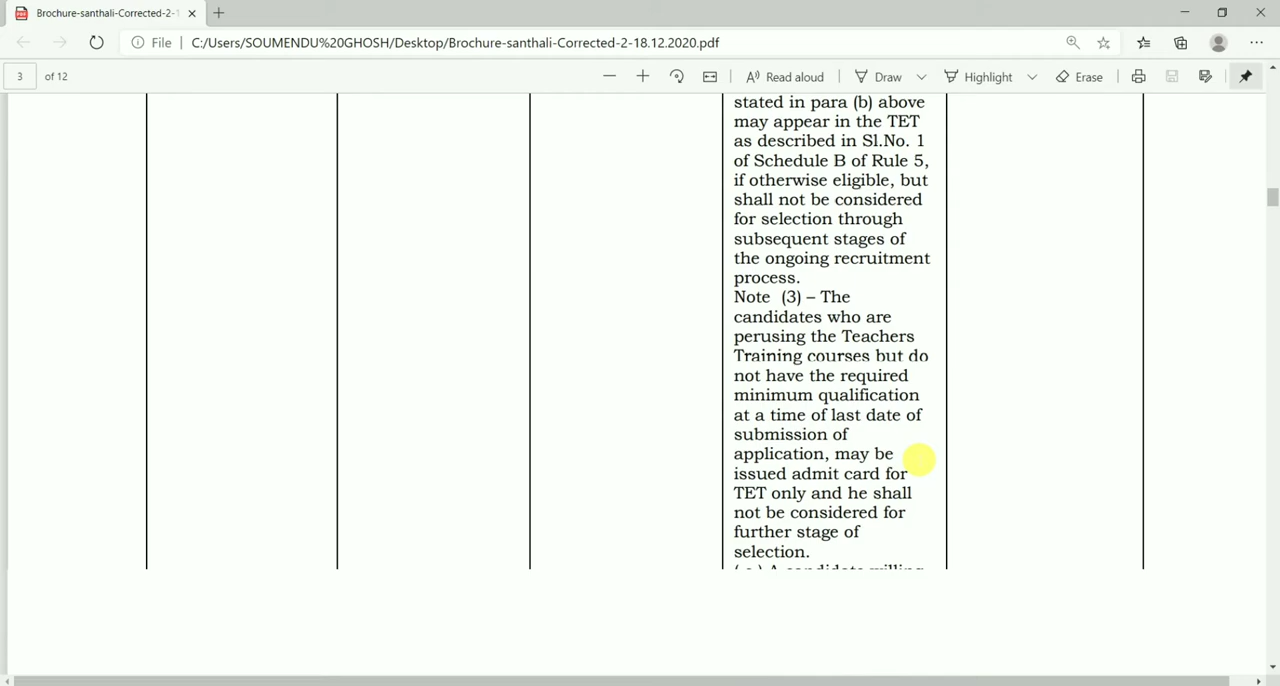 Brochure-santhali-Corrected-2-1
File
C:/Users/SOUMENDU%20GHOSH/Desktop/Brochure-santhali-Corrected-2-18.12.2020.pdf
3 of 12
Read aloud
Draw
Highlight
Erase
stated in para (b) above
may appear in the TET
as described in Sl.No. 1
of Schedule B of Rule 5,
if otherwise eligible, but
shall not be considered
for selection through
subsequent stages of
the ongoing recruitment
process.
Note (3) – The
candidates who are
perusing the Teachers
Training courses but do
not have the required
minimum qualification
at a time of last date of
submission of
application, may be
issued admit card for
TET only and he shall
not be considered for
further stage of
selection.